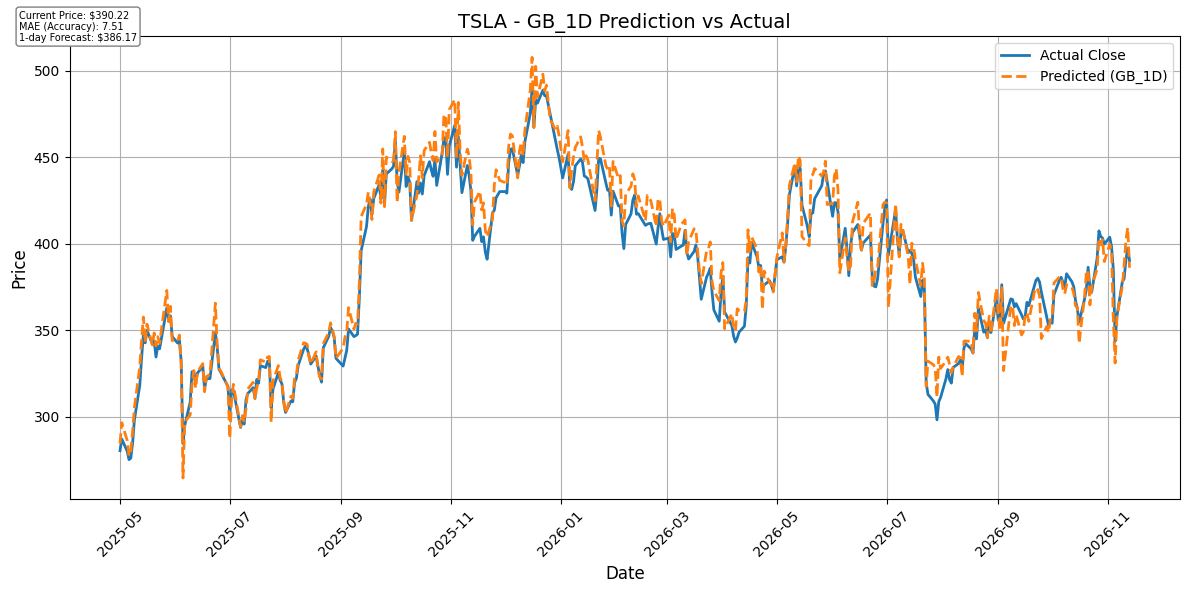 Current Price: $390.22
MAE (Accuracy): 7.51
1-day Forecast: $386.17
TSLA - GB_1D Prediction vs Actual
Actual Close
Predicted (GB_1D)
Price
500
450
400
350
300
2025-05
2025-07
2025-09
2025-11
2026-01
2026-03
2026-05
2026-07
2026-09
2026-11
Date